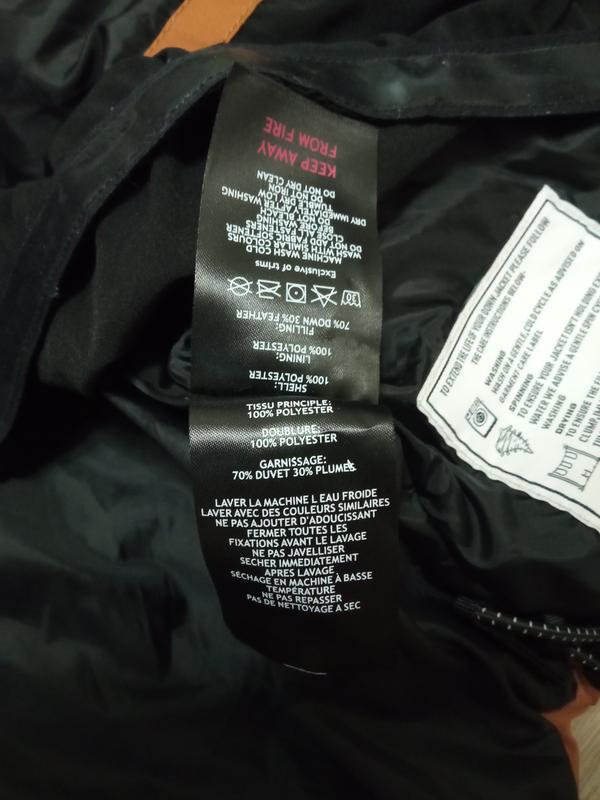 KEEP AWAY
FROM FIRE
SHELL:
100% POLYESTER
LINING:
100% POLYESTER
FILLING:
70% DOWN 30% FEATHER
Exclusive of trims
MACHINE WASH COLD
WASH WITH SIMILAR COLOURS
DO NOT ADD FABRIC SOFTENER
CLOSE ALL FASTENERS
BEFORE WASHING
DO NOT BLEACH
DRY IMMEDIATELY AFTER WASHING
TUMBLE DRY LOW
DO NOT IRON
DO NOT DRY CLEAN
TISSU PRINCIPLE:
100% POLYESTER
DOUBLURE:
100% POLYESTER
GARNISSAGE:
70% DUVET 30% PLUMES
LAVER LA MACHINE L EAU FROIDE
LAVER AVEC DES COULEURS SIMILAIRES
NE PAS AJOUTER D'ADOUCISSANT
FERMER TOUTES LES
FIXATIONS AVANT LE LAVAGE
NE PAS JAVELLISER
SECHER IMMEDIATEMENT
APRES LAVAGE
SÉCHAGE EN MACHINE À BASSE
TEMPÉRATURE
NE PAS REPASSER
PAS DE NETTOYAGE A SEC
TO EXTEND THE LIFE OF YOUR DOWN JACKET PLEASE FOLLOW
THE CARE INSTRUCTIONS BELOW-
WASHING
WASH ON A GENTLE, COLD CYCLE AS ADVISED ON
GARMENT CARE LABEL
SPINNING
TO ENSURE YOUR JACKET ISN'T HOLDING
WATER WE ADVISE A GENTLE SPIN
WASHING
DRYING
TO ENSURE THE